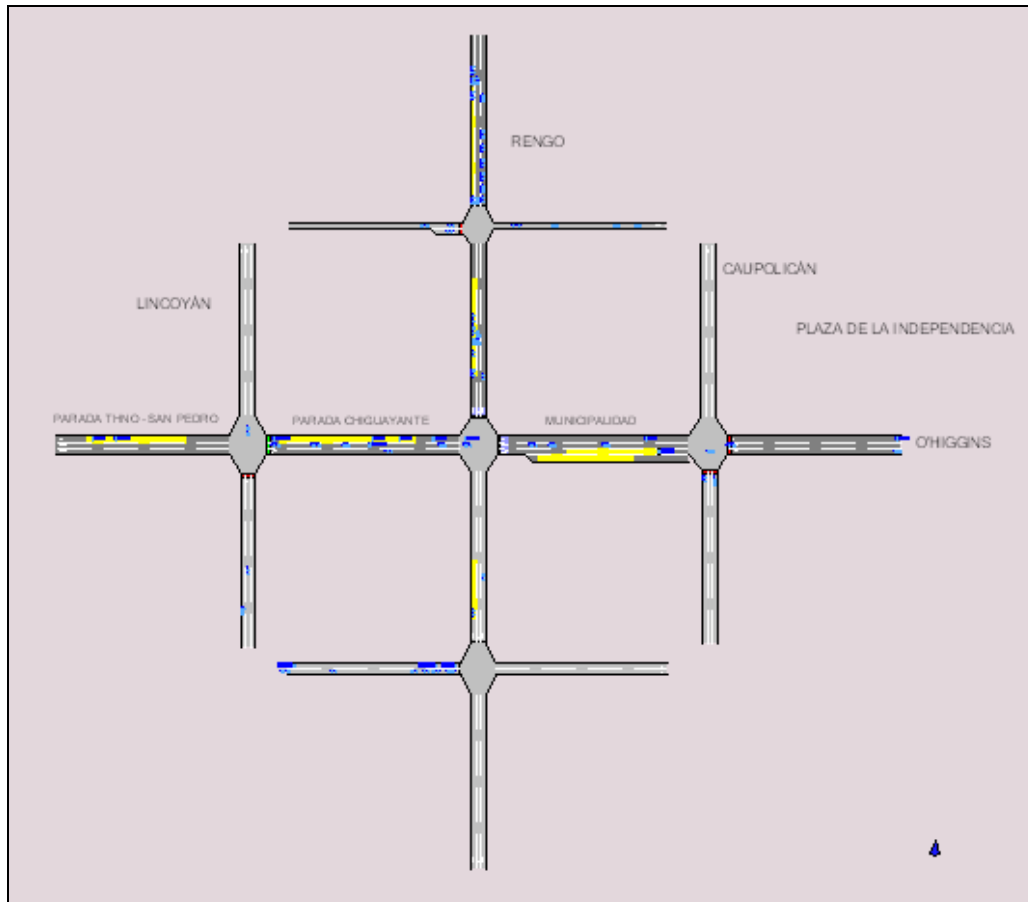 RENGO
CAUPOLICÁN
LINCOYÁN
PLAZA DE LA INDEPENDENCIA
PARADA THNO - SAN PEDRO
PARADA CHIGUAYANTE
MUNICIPALIDAD
O'HIGGINS